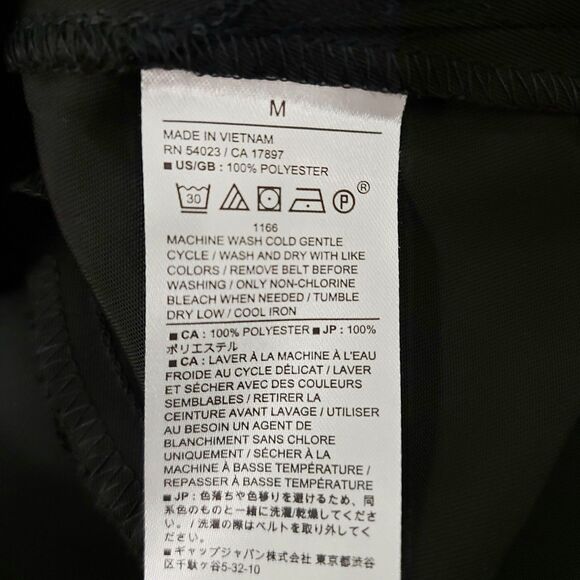 M
MADE IN VIETNAM
RN 54023 / CA 17897
■ US/GB : 100% POLYESTER
30 P ®
1166
MACHINE WASH COLD GENTLE
CYCLE / WASH AND DRY WITH LIKE
COLORS / REMOVE BELT BEFORE
WASHING / ONLY NON-CHLORINE
BLEACH WHEN NEEDED / TUMBLE
DRY LOW / COOL IRON
■ CA : 100% POLYESTER ■ JP : 100%
ポリエステル
■ CA : LAVER À LA MACHINE À L'EAU
FROIDE AU CYCLE DÉLICAT / LAVER
ET SÉCHER AVEC DES COULEURS
SEMBLABLES / RETIRER LA
CEINTURE AVANT LAVAGE / UTILISER
AU BESOIN UN AGENT DE
BLANCHIMENT SANS CHLORE
UNIQUEMENT / SÉCHER À LA
MACHINE À BASSE TEMPÉRATURE /
REPASSER À BASSE TEMPÉRATURE
■ JP : 色落ちや色移りを避けるため、同
系色のものと一緒に洗濯/乾燥してくださ
い。/ 洗濯の際はベルトを取り外してく
ださい。
■ ギャップジャパン株式会社 東京都渋谷
区千駄ヶ谷5-32-10